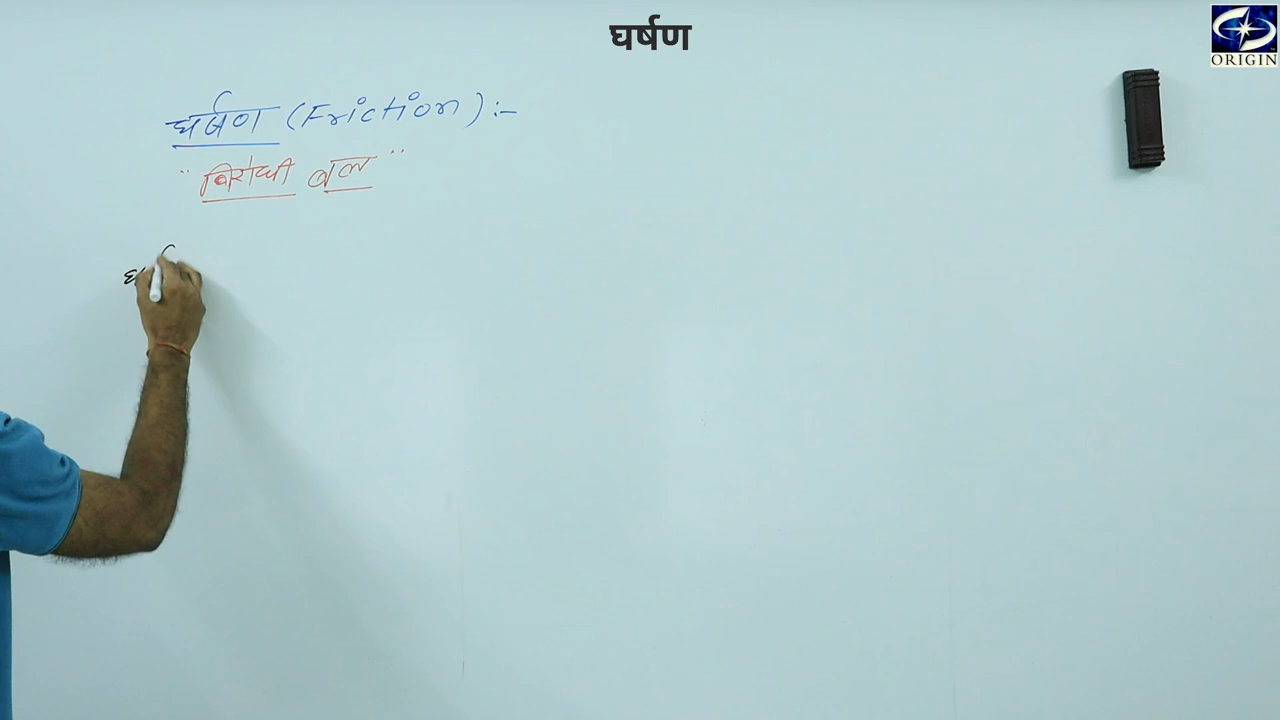 घर्षण
ORIGIN
घर्षण (Friction) :-
"विरोधी बल"
घ